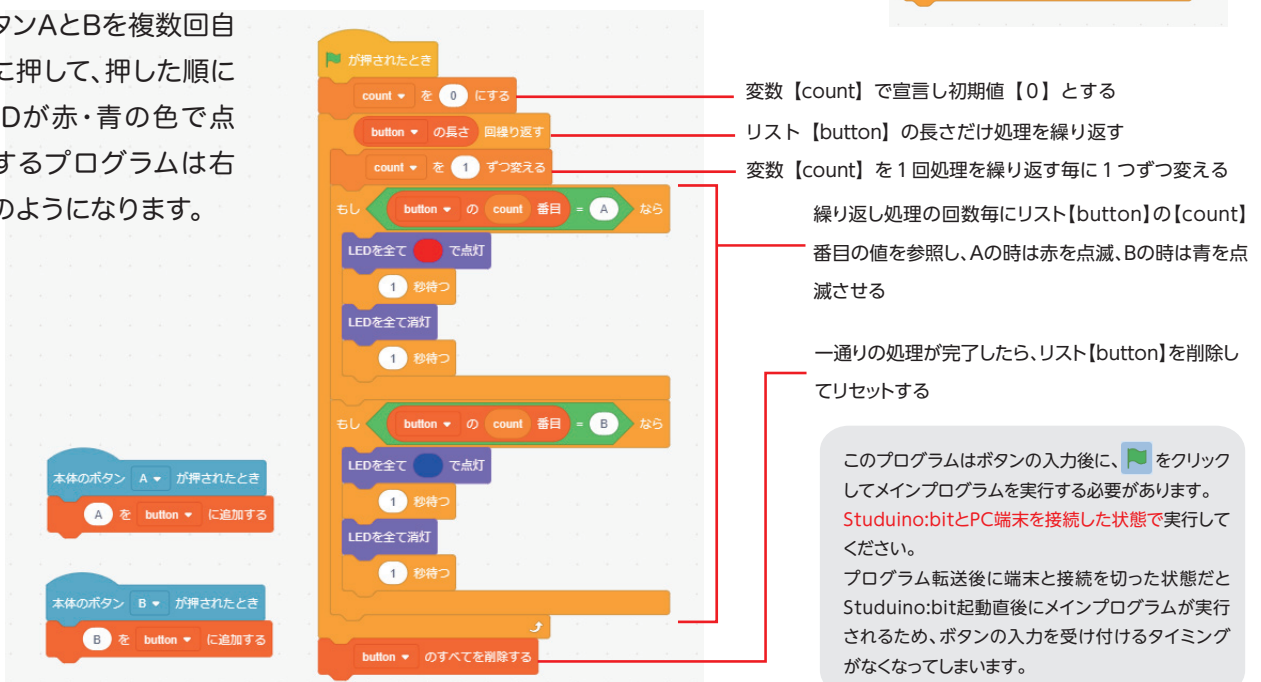 タンAとBを複数回自
に押して、押した順に
Dが赤・青の色で点
するプログラムは右
のようになります。
が押されたとき
count を 0 にする
button の長さ 回繰り返す
count を 1 ずつ変える
もし button の count 番目 = A なら
LEDを全て で点灯
1 秒待つ
LEDを全て消灯
1 秒待つ
もし button の count 番目 = B なら
LEDを全て で点灯
1 秒待つ
LEDを全て消灯
1 秒待つ
button のすべてを削除する
本体のボタン A が押されたとき
A を button に追加する
本体のボタン B が押されたとき
B を button に追加する
変数【count】で宣言し初期値【0】とする
リスト【button】の長さだけ処理を繰り返す
変数【count】を1回処理を繰り返す毎に1つずつ変える
繰り返し処理の回数毎にリスト【button】の【count】
番目の値を参照し、Aの時は赤を点滅、Bの時は青を点
滅させる
一通りの処理が完了したら、リスト【button】を削除し
てリセットする
このプログラムはボタンの入力後に、 をクリック
してメインプログラムを実行する必要があります。
Studuino:bitとPC端末を接続した状態で実行して
ください。
プログラム転送後に端末と接続を切った状態だと
Studuino:bit起動直後にメインプログラムが実行
されるため、ボタンの入力を受け付けるタイミング
がなくなってしまいます。